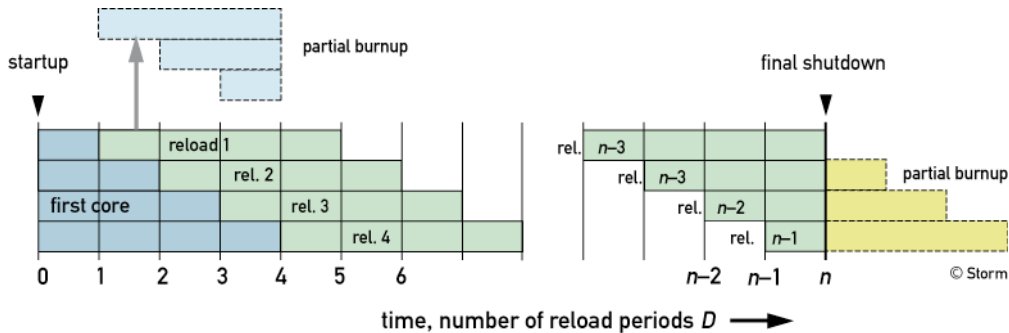 partial burnup
startup
final shutdown
reload 1
rel. n–3
rel. 2
rel. n–3
partial burnup
first core
rel. 3
rel. n–2
rel. 4
rel. n–1
0 1 2 3 4 5 6 n–2 n–1 n
© Storm
time, number of reload periods D